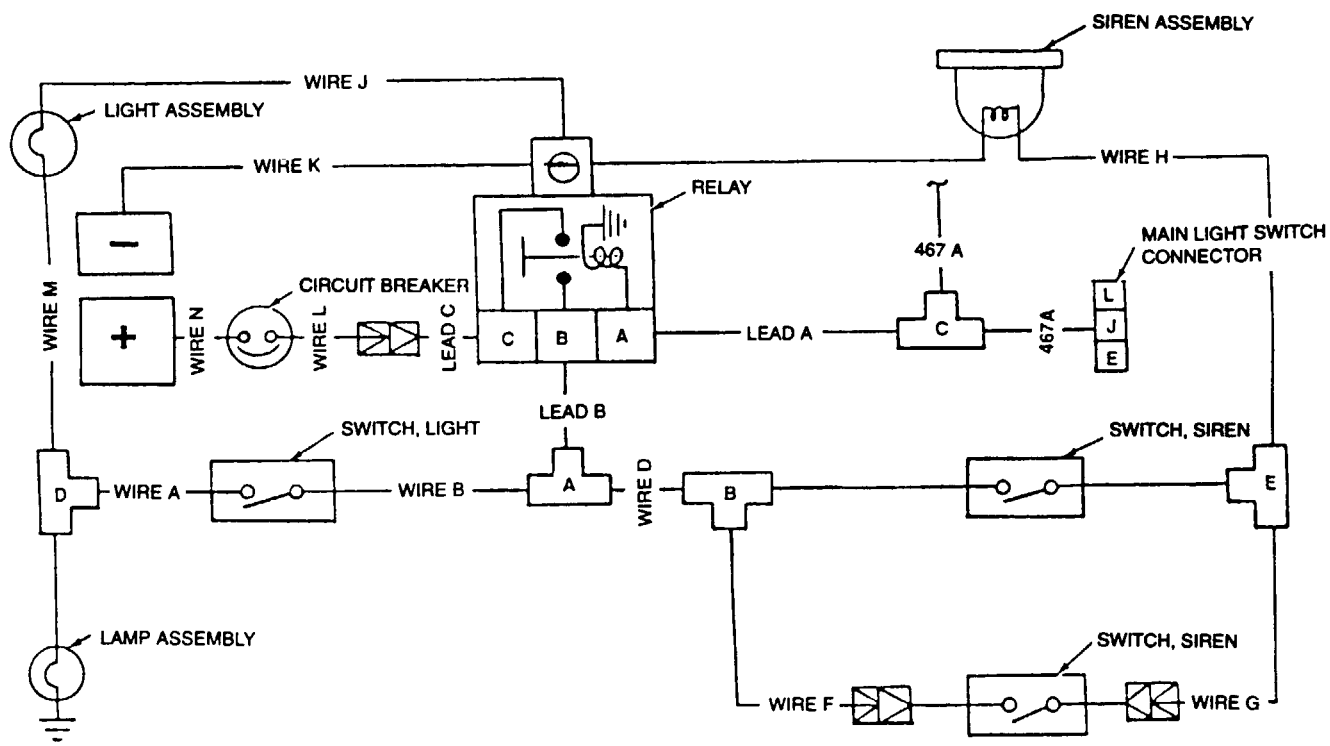 SIREN ASSEMBLY
WIRE J
LIGHT ASSEMBLY
WIRE K
WIRE H
RELAY
−
467 A
MAIN LIGHT SWITCH
CONNECTOR
CIRCUIT BREAKER
WIRE M
+
WIRE N
WIRE L
LEAD C
C
B
A
LEAD A
C
467A
L
J
E
LEAD B
SWITCH, LIGHT
SWITCH, SIREN
D
WIRE A
WIRE B
A
WIRE D
B
E
LAMP ASSEMBLY
SWITCH, SIREN
WIRE F
WIRE G